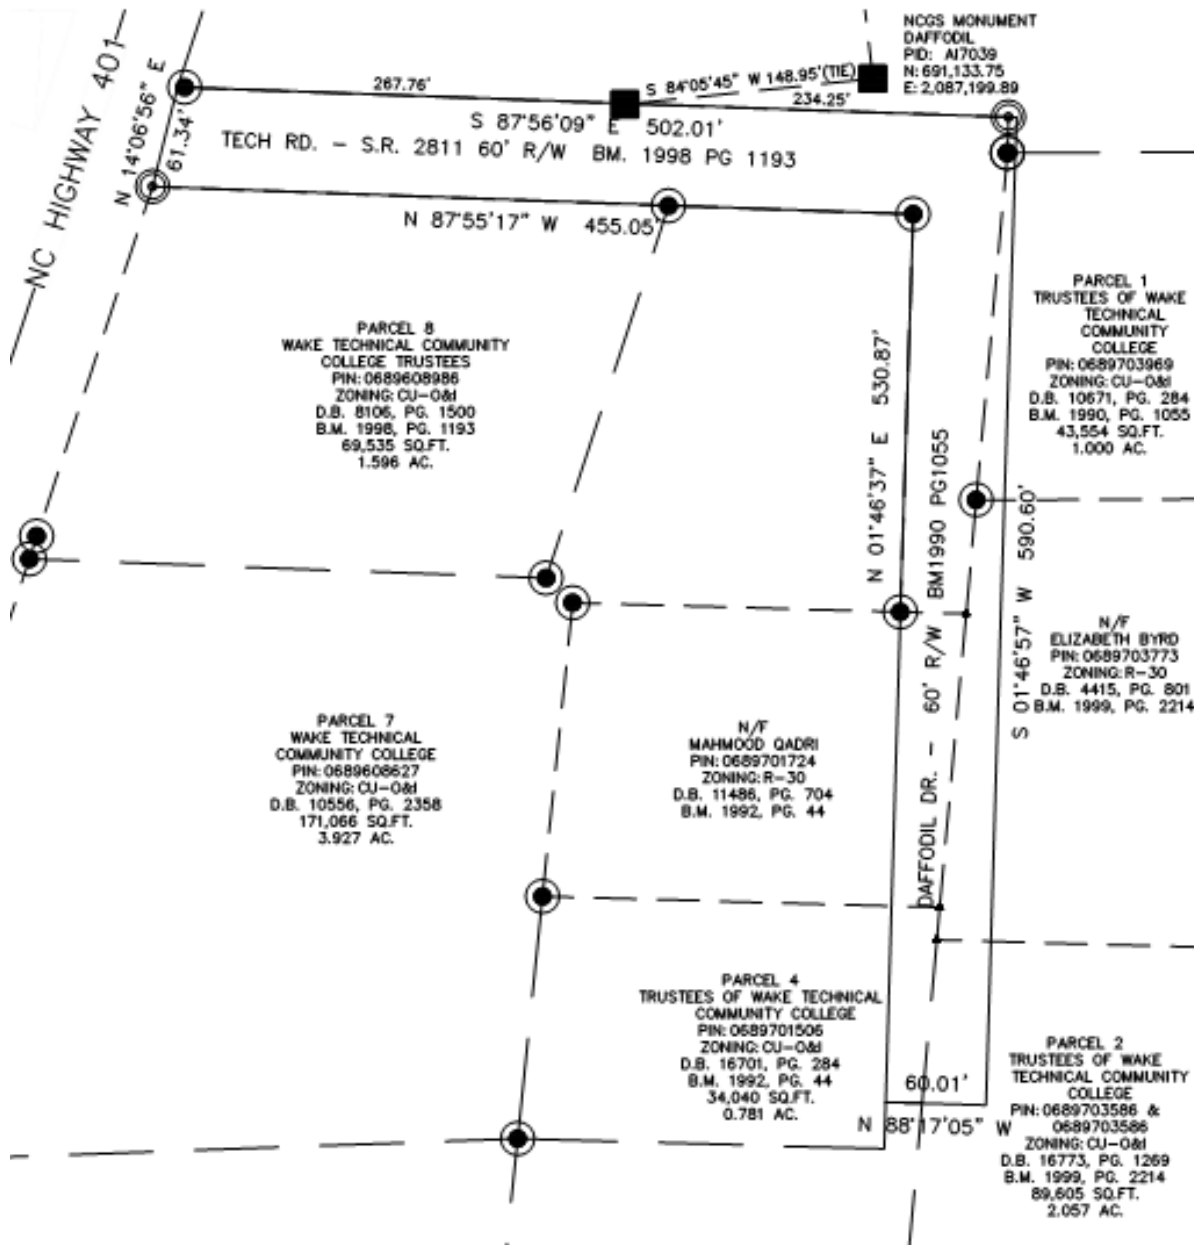 NCGS MONUMENT
DAFFODIL
PID: AI7039
N: 691,133.75
E: 2,087,199.89
S 84°05'45" W 148.95'(TIE)
267.76'
234.25'
S 87°56'09" E 502.01'
TECH RD. - S.R. 2811 60' R/W BM. 1998 PG 1193
NC HIGHWAY 401
N 14°06'56" E
61.34'
N 87°55'17" W 455.05'
PARCEL 8
WAKE TECHNICAL COMMUNITY
COLLEGE TRUSTEES
PIN: 0689608986
ZONING: CU-O&I
D.B. 8106, PG. 1500
B.M. 1998, PG. 1193
69,535 SQ.FT.
1.596 AC.
N 01°46'37" E 530.87'
PARCEL 1
TRUSTEES OF WAKE
TECHNICAL
COMMUNITY
COLLEGE
PIN: 0689703969
ZONING: CU-O&I
D.B. 10671, PG. 284
B.M. 1990, PG. 1055
43,554 SQ.FT.
1.000 AC.
DAFFODIL DR. - 60' R/W BM1990 PG1055
S 01°46'57" W 590.60'
N/F
ELIZABETH BYRD
PIN: 0689703773
ZONING: R-30
D.B. 4415, PG. 801
B.M. 1999, PG. 2214
PARCEL 7
WAKE TECHNICAL
COMMUNITY COLLEGE
PIN: 0689608627
ZONING: CU-O&I
D.B. 10556, PG. 2358
171,066 SQ.FT.
3.927 AC.
N/F
MAHMOOD QADRI
PIN: 0689701724
ZONING: R-30
D.B. 11486, PG. 704
B.M. 1992, PG. 44
PARCEL 4
TRUSTEES OF WAKE TECHNICAL
COMMUNITY COLLEGE
PIN: 0689701506
ZONING: CU-O&I
D.B. 16701, PG. 284
B.M. 1992, PG. 44
34,040 SQ.FT.
0.781 AC.
60.01'
N 88°17'05" W
PARCEL 2
TRUSTEES OF WAKE
TECHNICAL COMMUNITY
COLLEGE
PIN: 0689703586 &
0689703586
ZONING: CU-O&I
D.B. 16773, PG. 1269
B.M. 1999, PG. 2214
89,605 SQ.FT.
2.057 AC.